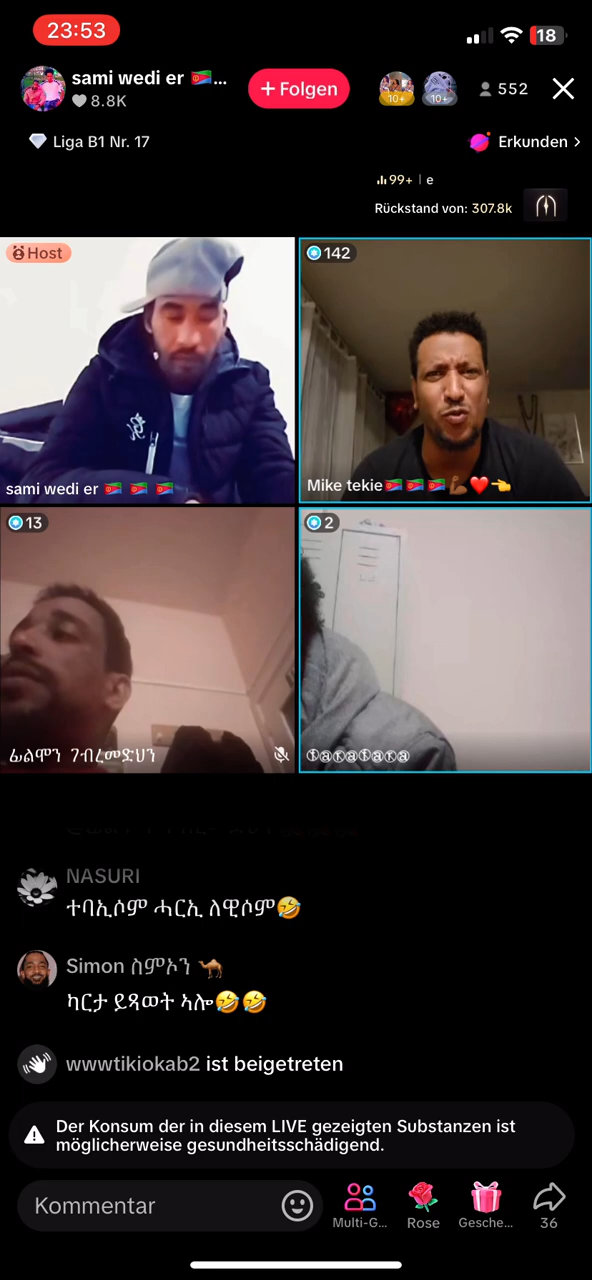 23:53
18
sami wedi er 🇪🇷...
8.8K
+ Folgen
10+
10+
552
Liga B1 Nr. 17
Erkunden >
99+ | e
Rückstand von: 307.8k
Host
142
sami wedi er 🇪🇷 🇪🇷 🇪🇷
Mike tekie🇪🇷🇪🇷🇪🇷💪🏾❤️👈
13
2
ፊልሞን ገብረመድህን
ⓕⓐⓡⓐⓕⓐⓡⓐ
NASURI
ተባኢሶም ሓርኢ ለዊሶም🤣
Simon ስምኦን 🐪
ካርታ ይጻወት ኣሎ🤣🤣
wwwtikiokab2 ist beigetreten
Der Konsum der in diesem LIVE gezeigten Substanzen ist
möglicherweise gesundheitsschädigend.
Kommentar
Multi-G...
Rose
Gesche...
36